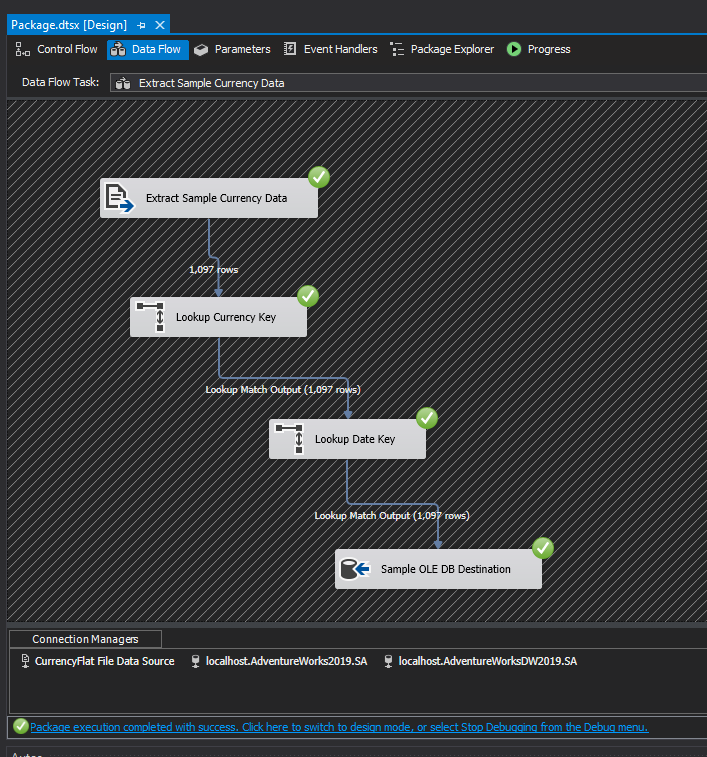 Package.dtsx [Design]
Control Flow Data Flow Parameters Event Handlers Package Explorer Progress
Data Flow Task: Extract Sample Currency Data
Extract Sample Currency Data
1,097 rows
Lookup Currency Key
Lookup Match Output (1,097 rows)
Lookup Date Key
Lookup Match Output (1,097 rows)
Sample OLE DB Destination
Connection Managers
CurrencyFlat File Data Source localhost.AdventureWorks2019.SA localhost.AdventureWorksDW2019.SA
Package execution completed with success. Click here to switch to design mode, or select Stop Debugging from the Debug menu.
Autos